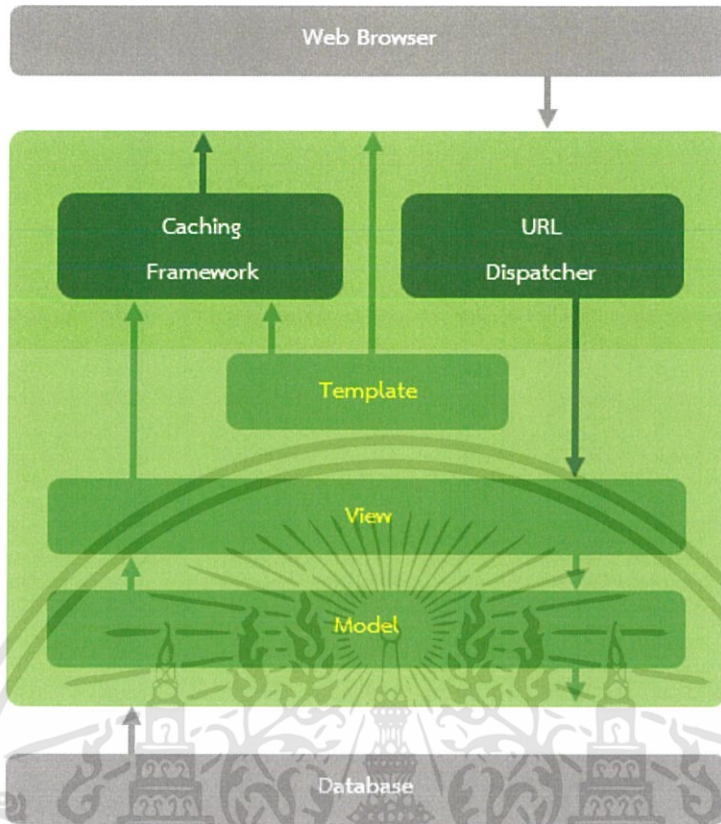 Web Browser
Caching
Framework
URL
Dispatcher
Template
View
Model
Database